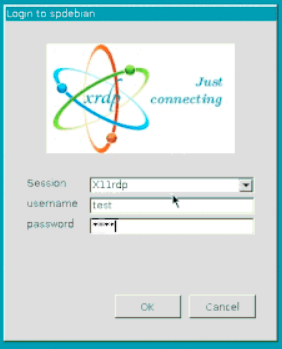 Login to spdebian
Just
xrdp connecting
Session X11rdp
username test
password ****
OK Cancel